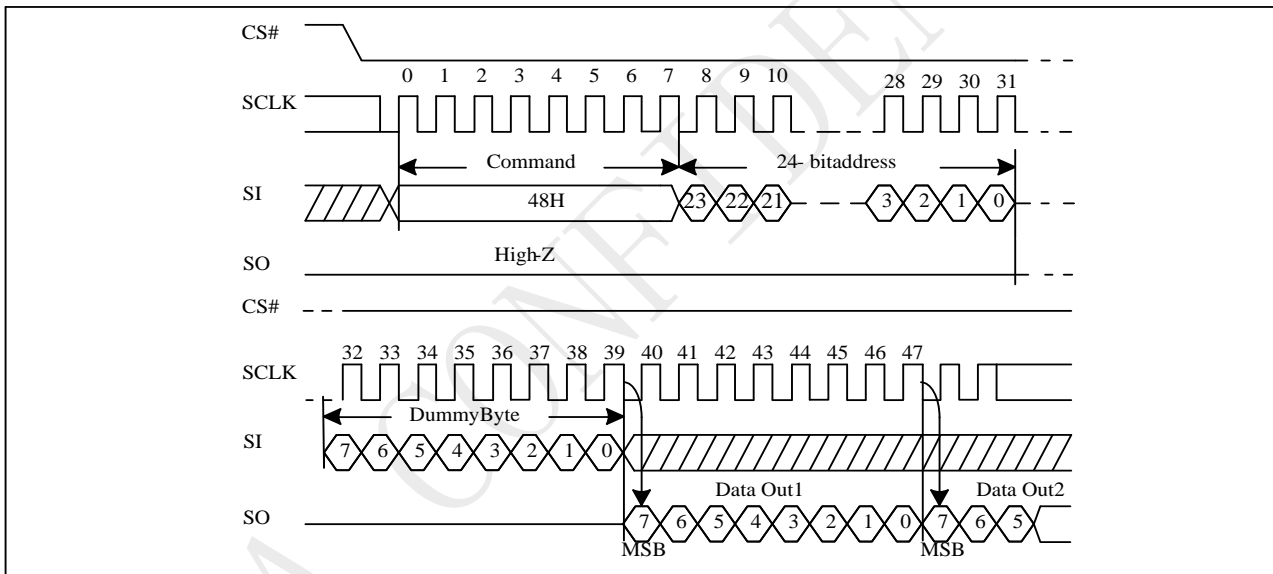 CS#
0 1 2 3 4 5 6 7 8 9 10 28 29 30 31
SCLK
Command 24- bitaddress
SI 48H 23 22 21 3 2 1 0
High-Z
SO
CS#
32 33 34 35 36 37 38 39 40 41 42 43 44 45 46 47
SCLK
DummyByte
SI 7 6 5 4 3 2 1 0
Data Out1 Data Out2
SO 7 6 5 4 3 2 1 0 7 6 5
MSB MSB
A CONFIDEN